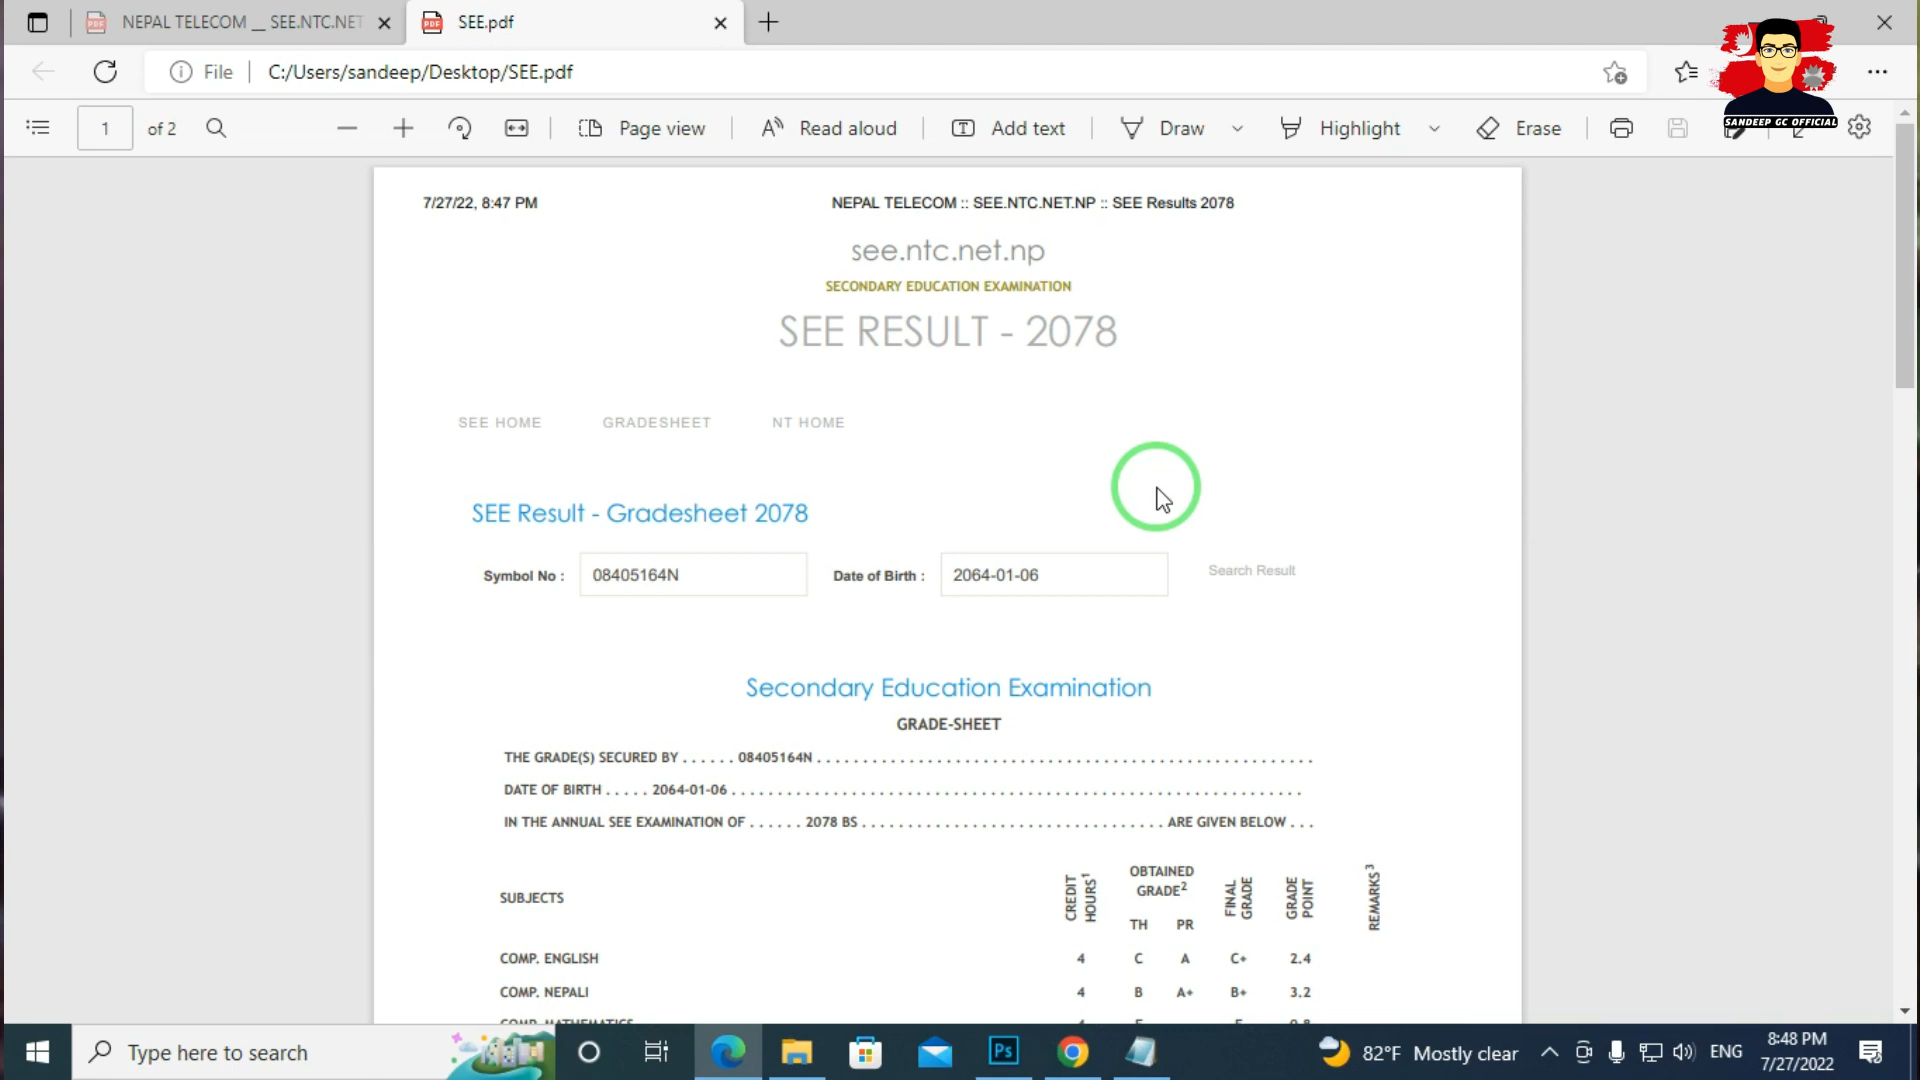 NEPAL TELECOM __ SEE.NTC.NET
SEE.pdf
File
C:/Users/sandeep/Desktop/SEE.pdf
SANDEEP GC OFFICIAL
1 of 2
Page view
Read aloud
Add text
Draw
Highlight
Erase
7/27/22, 8:47 PM
NEPAL TELECOM :: SEE.NTC.NET.NP :: SEE Results 2078
see.ntc.net.np
SECONDARY EDUCATION EXAMINATION
SEE RESULT - 2078
SEE HOME GRADESHEET NT HOME
SEE Result - Gradesheet 2078
Symbol No : 08405164N Date of Birth : 2064-01-06 Search Result
Secondary Education Examination
GRADE-SHEET
THE GRADE(S) SECURED BY . . . . . . 08405164N . . . . . . . . . . . . . . . . . . . . . . . . . . . . . . . . . . . . . . . . . . . . . . . . . . . . . .
DATE OF BIRTH . . . . . 2064-01-06 . . . . . . . . . . . . . . . . . . . . . . . . . . . . . . . . . . . . . . . . . . . . . . . . . . . . . . . . . . . . . .
IN THE ANNUAL SEE EXAMINATION OF . . . . . . 2078 BS . . . . . . . . . . . . . . . . . . . . . . . . . . . . . . . . . ARE GIVEN BELOW . . .
SUBJECTS
CREDIT HOURS1
OBTAINED GRADE2
TH PR
FINAL GRADE
GRADE POINT
REMARKS3
COMP. ENGLISH 4 C A C+ 2.4
COMP. NEPALI 4 B A+ B+ 3.2
COMP. MATHEMATICS
Type here to search
Ps
82°F Mostly clear
ENG
8:48 PM
7/27/2022